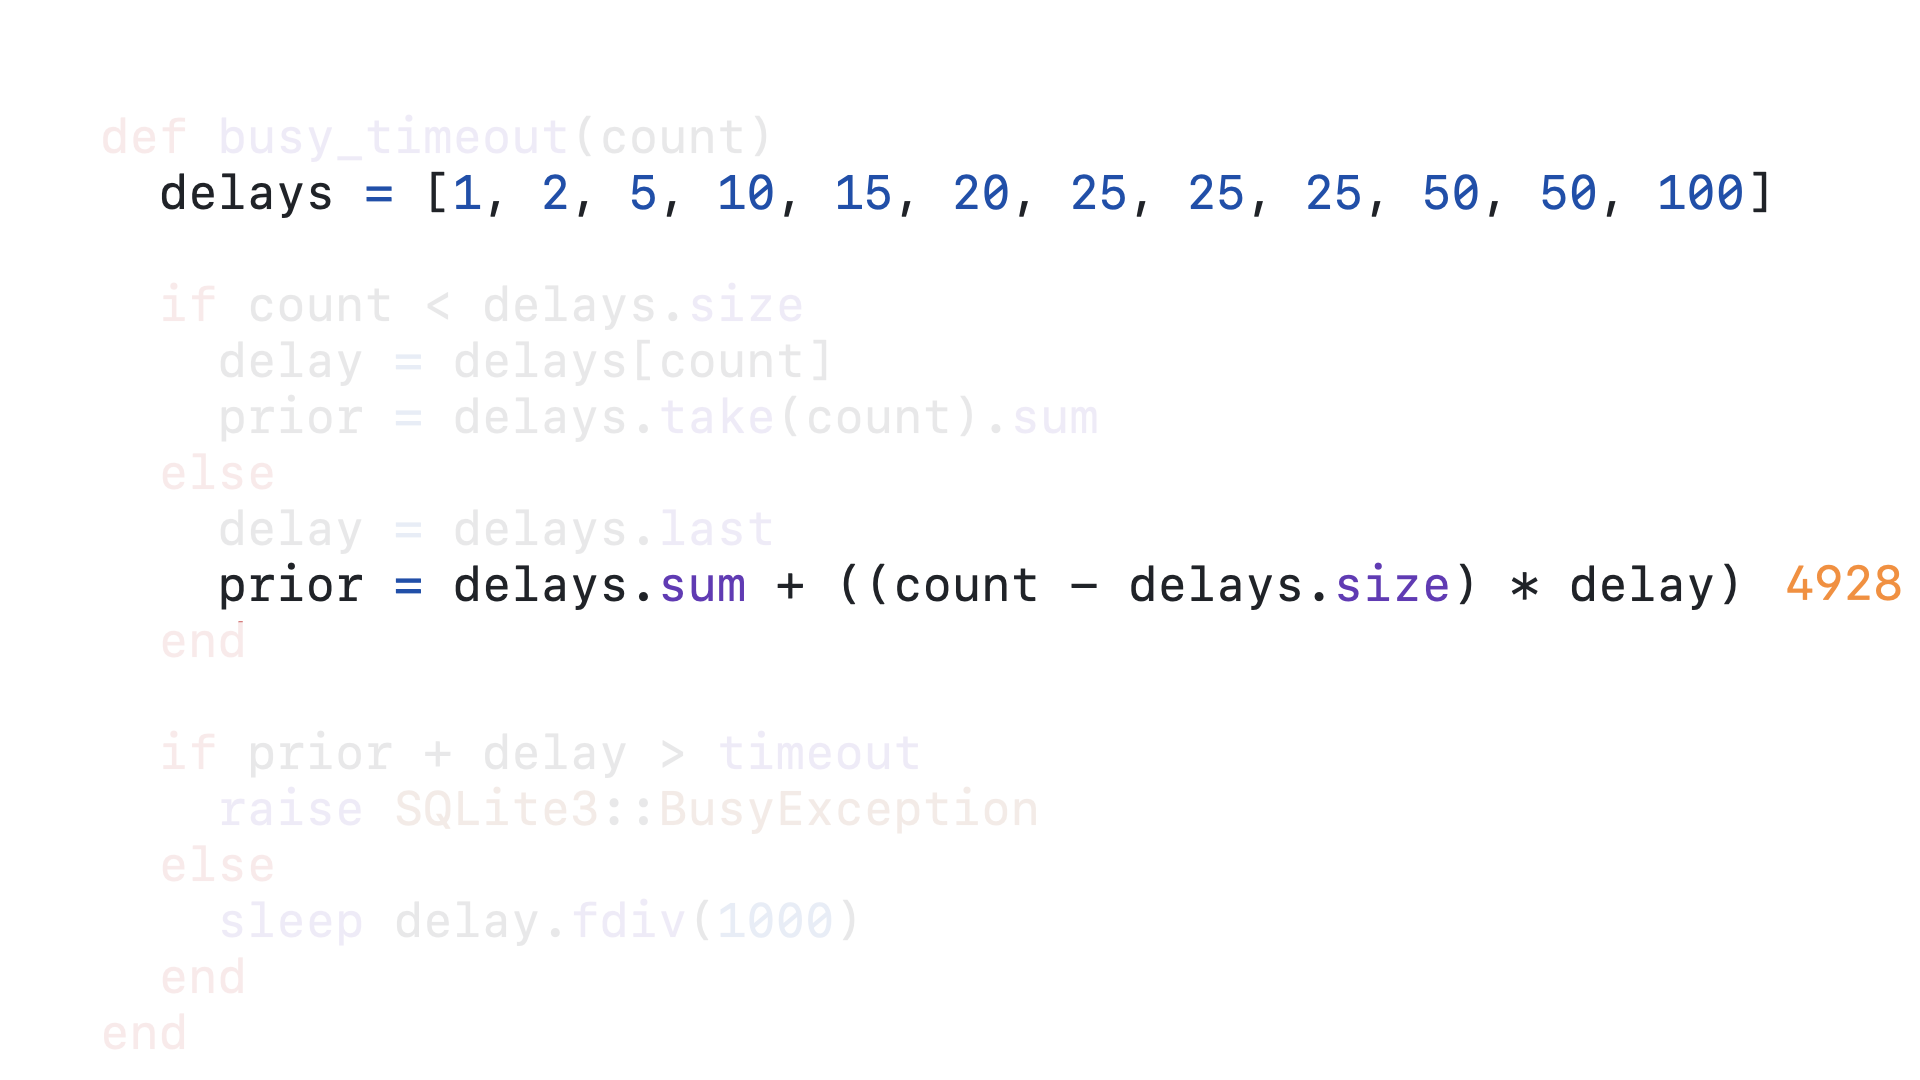 def busy_timeout(count)
  delays = [1, 2, 5, 10, 15, 20, 25, 25, 25, 50, 50, 100]
  if count < delays.size
    delay = delays[count]
    prior = delays.take(count).sum
  else
    delay = delays.last
    prior = delays.sum + ((count - delays.size) * delay) 4928
  end
  if prior + delay > timeout
    raise SQLite3::BusyException
  else
    sleep delay.fdiv(1000)
  end
end